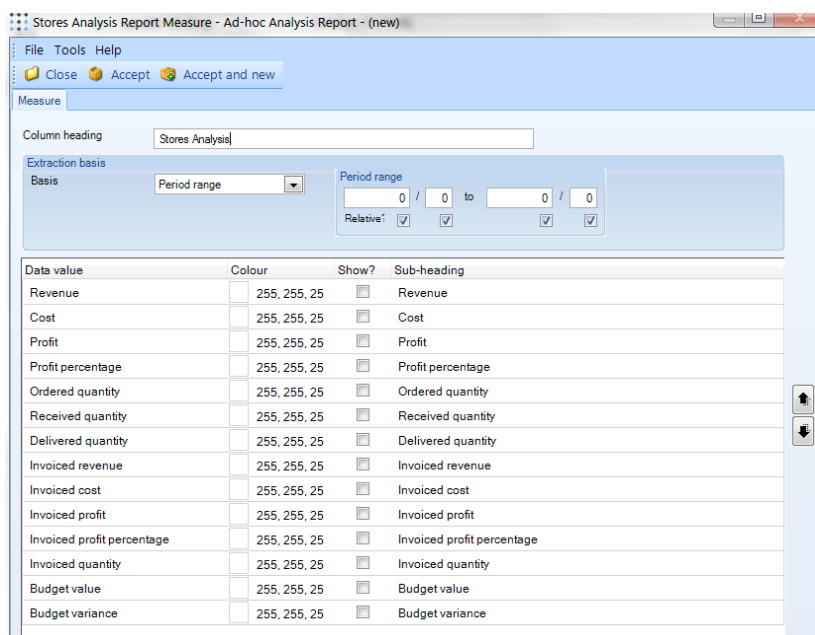 Stores Analysis Report Measure - Ad-hoc Analysis Report - (new)
File Tools Help
Close Accept Accept and new
Measure
Column heading Stores Analysis
Extraction basis
Basis Period range Period range
0 / 0 to 0 / 0
Relative?
Data value Colour Show? Sub-heading
Revenue 255, 255, 25 Revenue
Cost 255, 255, 25 Cost
Profit 255, 255, 25 Profit
Profit percentage 255, 255, 25 Profit percentage
Ordered quantity 255, 255, 25 Ordered quantity
Received quantity 255, 255, 25 Received quantity
Delivered quantity 255, 255, 25 Delivered quantity
Invoiced revenue 255, 255, 25 Invoiced revenue
Invoiced cost 255, 255, 25 Invoiced cost
Invoiced profit 255, 255, 25 Invoiced profit
Invoiced profit percentage 255, 255, 25 Invoiced profit percentage
Invoiced quantity 255, 255, 25 Invoiced quantity
Budget value 255, 255, 25 Budget value
Budget variance 255, 255, 25 Budget variance